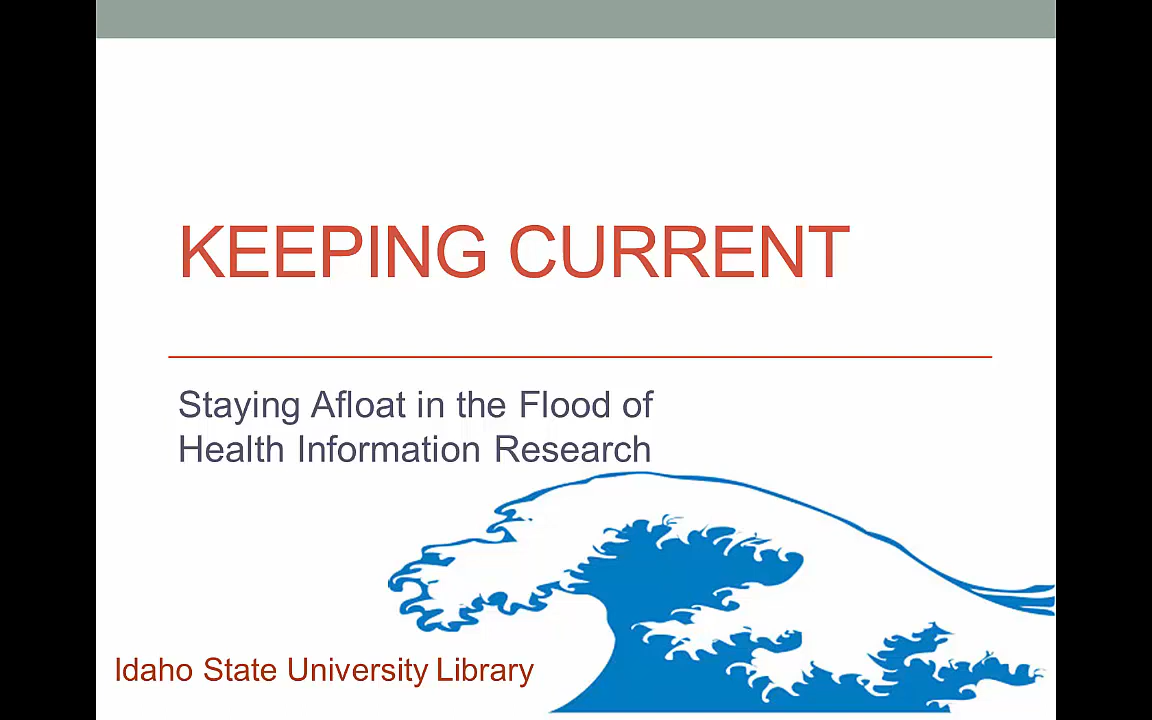 KEEPING CURRENT
Staying Afloat in the Flood of
Health Information Research
Idaho State University Library